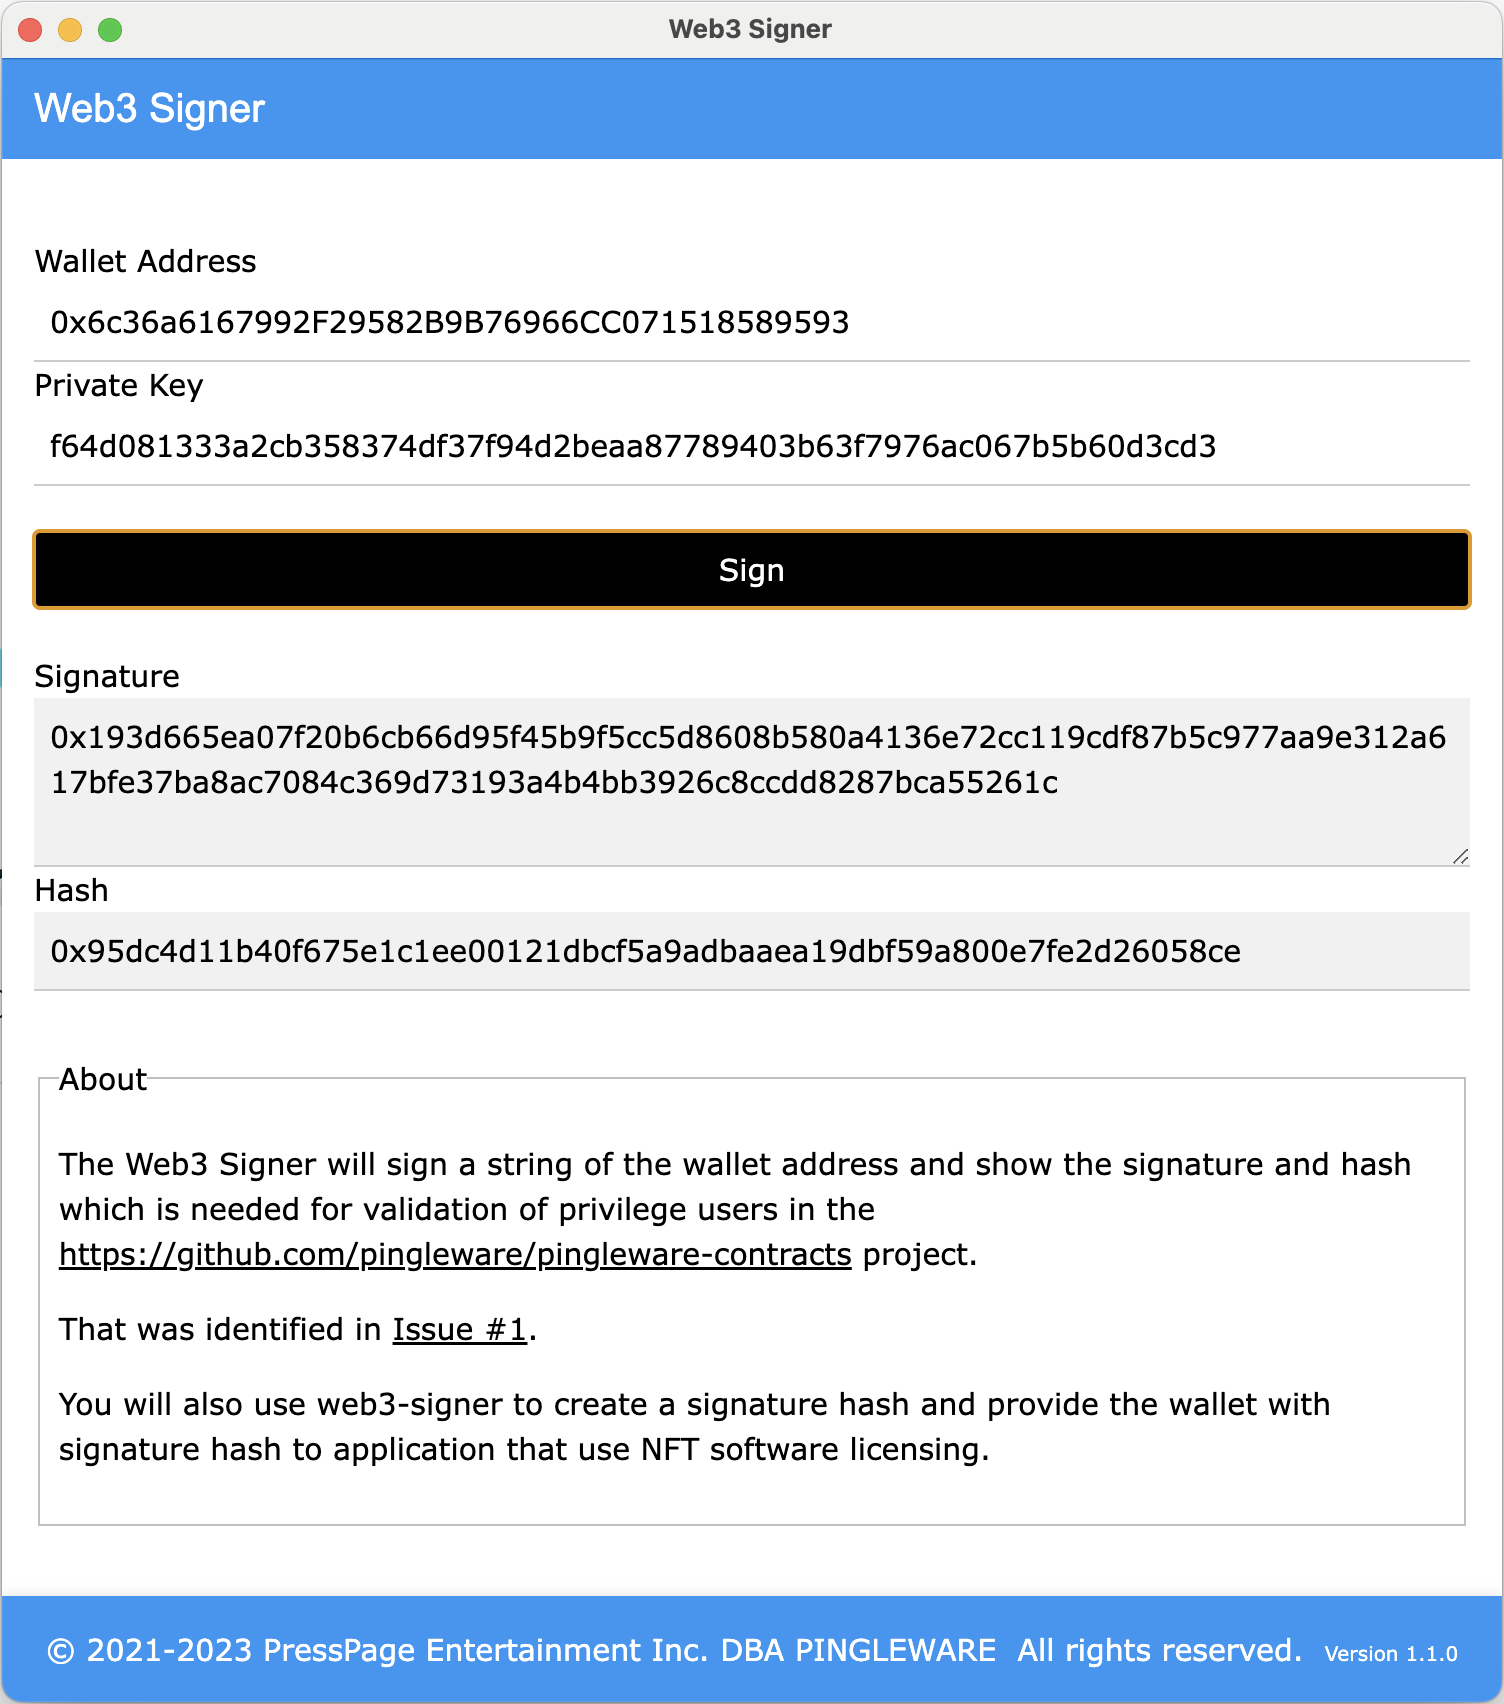 Web3 Signer
Web3 Signer
Wallet Address
0x6c36a6167992F29582B9B76966CC071518589593
Private Key
f64d081333a2cb358374df37f94d2beaa87789403b63f7976ac067b5b60d3cd3
Sign
Signature
0x193d665ea07f20b6cb66d95f45b9f5cc5d8608b580a4136e72cc119cdf87b5c977aa9e312a6
17bfe37ba8ac7084c369d73193a4b4bb3926c8ccdd8287bca55261c
Hash
0x95dc4d11b40f675e1c1ee00121dbcf5a9adbaaea19dbf59a800e7fe2d26058ce
About
The Web3 Signer will sign a string of the wallet address and show the signature and hash
which is needed for validation of privilege users in the
https://github.com/pingleware/pingleware-contracts project.
That was identified in Issue #1.
You will also use web3-signer to create a signature hash and provide the wallet with
signature hash to application that use NFT software licensing.
© 2021-2023 PressPage Entertainment Inc. DBA PINGLEWARE All rights reserved. Version 1.1.0